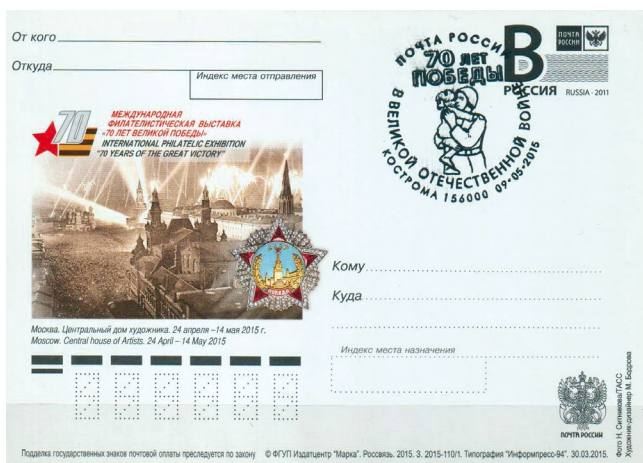 От кого
Откуда
Индекс места отправления
70
МЕЖДУНАРОДНАЯ
ФИЛАТЕЛИСТИЧЕСКАЯ ВЫСТАВКА
«70 ЛЕТ ВЕЛИКОЙ ПОБЕДЫ»
INTERNATIONAL PHILATELIC EXHIBITION
"70 YEARS OF THE GREAT VICTORY"
ПОБЕДА
Москва. Центральный дом художника. 24 апреля –14 мая 2015 г.
Moscow. Central house of Artists. 24 April – 14 May 2015
ПОЧТА РОССИИ
70 ЛЕТ
ПОБЕДЫ
В ВЕЛИКОЙ ОТЕЧЕСТВЕННОЙ ВОЙНЕ
КОСТРОМА 156000 09•05•2015
ПОЧТА
РОССИИ
B
РОССИЯ RUSSIA · 2011
Кому
Куда
Индекс места назначения
ПОЧТА РОССИИ
Фото Н. Ситникова/ТАСС
Художник-дизайнер М. Бодрова
Подделка государственных знаков почтовой оплаты преследуется по закону © ФГУП Издатцентр "Марка". Россвязь. 2015. З. 2015-110/1. Типография "Информпресс-94". 30.03.2015.